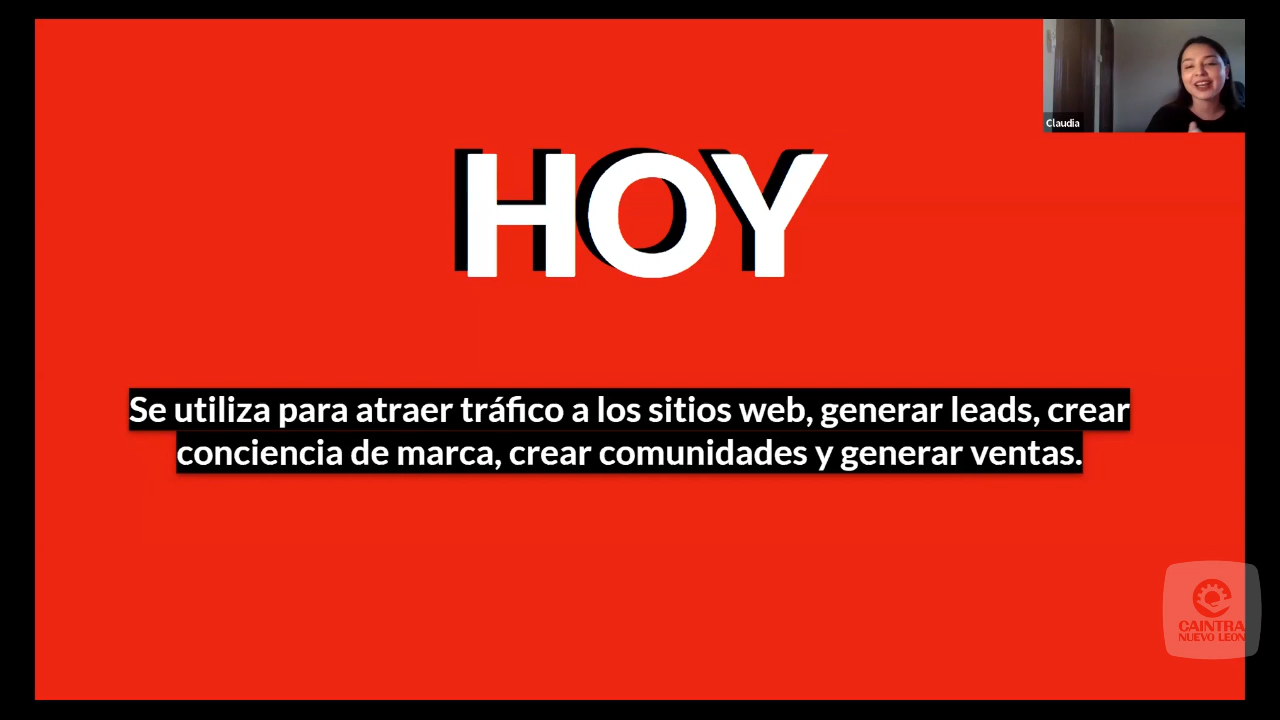 Claudia
HOY
Se utiliza para atraer tráfico a los sitios web, generar leads, crear
conciencia de marca, crear comunidades y generar ventas.
CAINTRA
NUEVO LEON